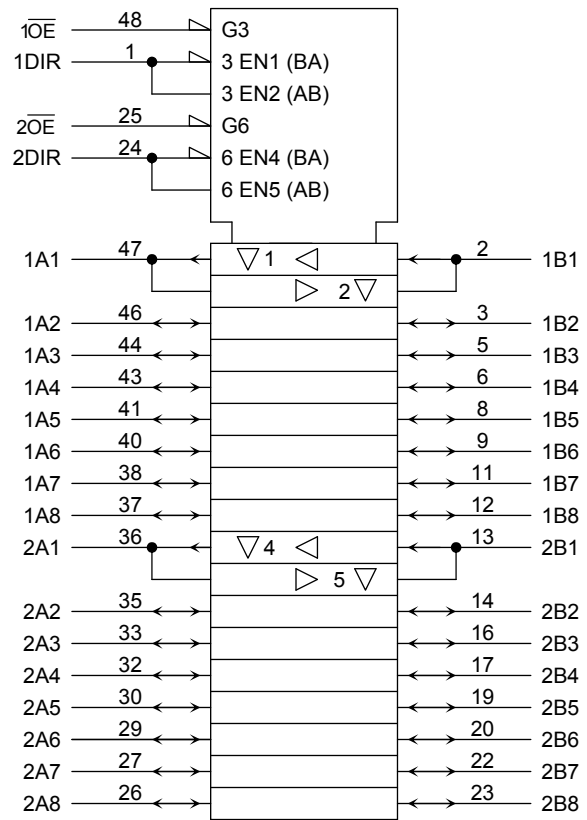 1O̅E̅ 48 G3
1DIR 1 3 EN1 (BA)
3 EN2 (AB)
2O̅E̅ 25 G6
2DIR 24 6 EN4 (BA)
6 EN5 (AB)
1A1 47 1 2 1B1
2
1A2 46 3 1B2
1A3 44 5 1B3
1A4 43 6 1B4
1A5 41 8 1B5
1A6 40 9 1B6
1A7 38 11 1B7
1A8 37 12 1B8
2A1 36 4 13 2B1
5
2A2 35 14 2B2
2A3 33 16 2B3
2A4 32 17 2B4
2A5 30 19 2B5
2A6 29 20 2B6
2A7 27 22 2B7
2A8 26 23 2B8